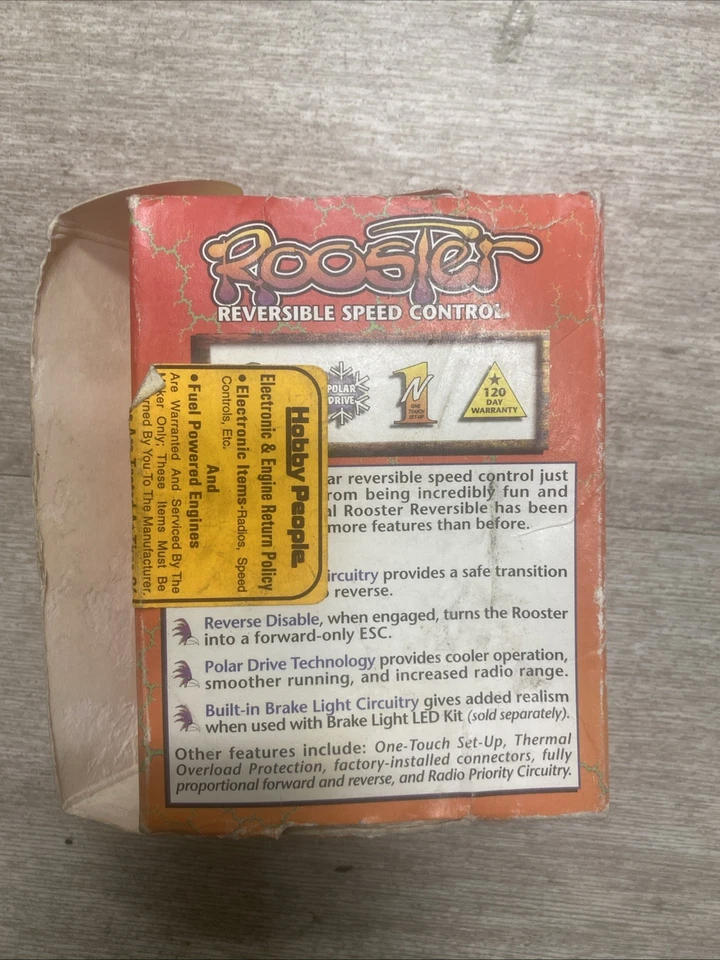 Rooster
REVERSIBLE SPEED CONTROL
POLAR
DRIVE
1
N
ONE
TOUCH
SET-UP
120
DAY
WARRANTY
Hobby People
Electronic & Engine Return Policy
• Electronic Items-Radios, Speed
Controls, Etc.
And
• Fuel Powered Engines
Are Warranted And Serviced By The
Only; These Items Must Be
By You To The Manufacturer,
ar reversible speed control just
rom being incredibly fun and
l Rooster Reversible has been
more features than before.
ircuitry provides a safe transition
reverse.
Reverse Disable, when engaged, turns the Rooster
into a forward-only ESC.
Polar Drive Technology provides cooler operation,
smoother running, and increased radio range.
Built-in Brake Light Circuitry gives added realism
when used with Brake Light LED Kit (sold separately).
Other features include: One-Touch Set-Up, Thermal
Overload Protection, factory-installed connectors, fully
proportional forward and reverse, and Radio Priority Circuitry.